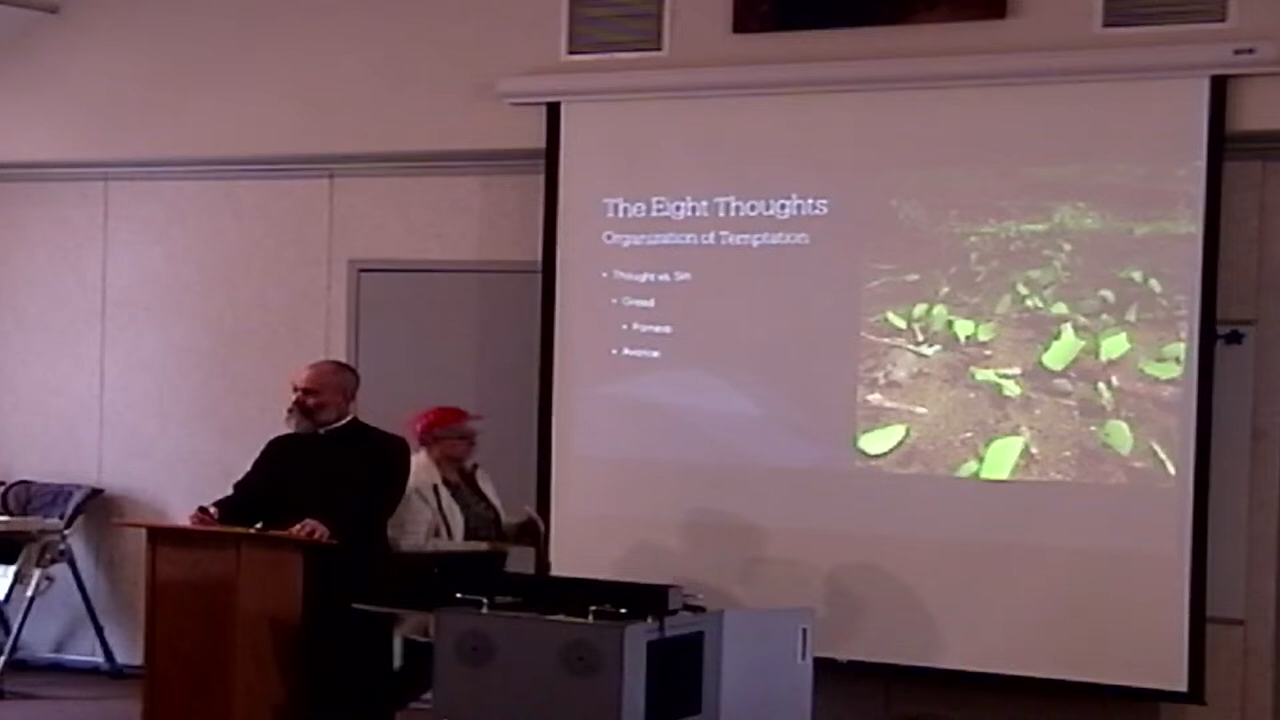 The Eight Thoughts
Organization of Temptation
• Thought vs. Sin
• Greed
• Avarice